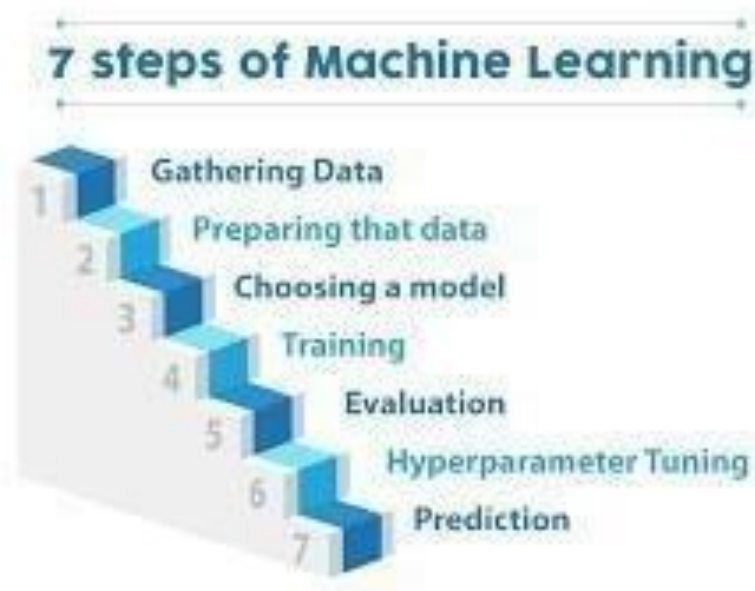 7 steps of Machine Learning
1 Gathering Data
2 Preparing that data
3 Choosing a model
4 Training
5 Evaluation
6 Hyperparameter Tuning
7 Prediction